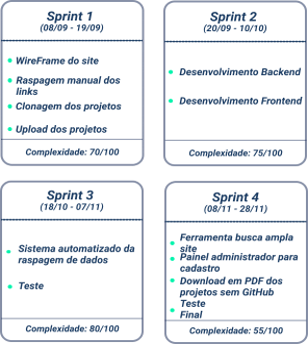 Sprint 1
(08/09 - 19/09)
WireFrame do site
Raspagem manual dos
links
Clonagem dos projetos
Upload dos projetos
Complexidade: 70/100
Sprint 2
(20/09 - 10/10)
Desenvolvimento Backend
Desenvolvimento Frontend
Complexidade: 75/100
Sprint 3
(18/10 - 07/11)
Sistema automatizado da
raspagem de dados
Teste
Complexidade: 80/100
Sprint 4
(08/11 - 28/11)
Ferramenta busca ampla
site
Painel administrador para
cadastro
Download em PDF dos
projetos sem GitHub
Teste
Final
Complexidade: 55/100